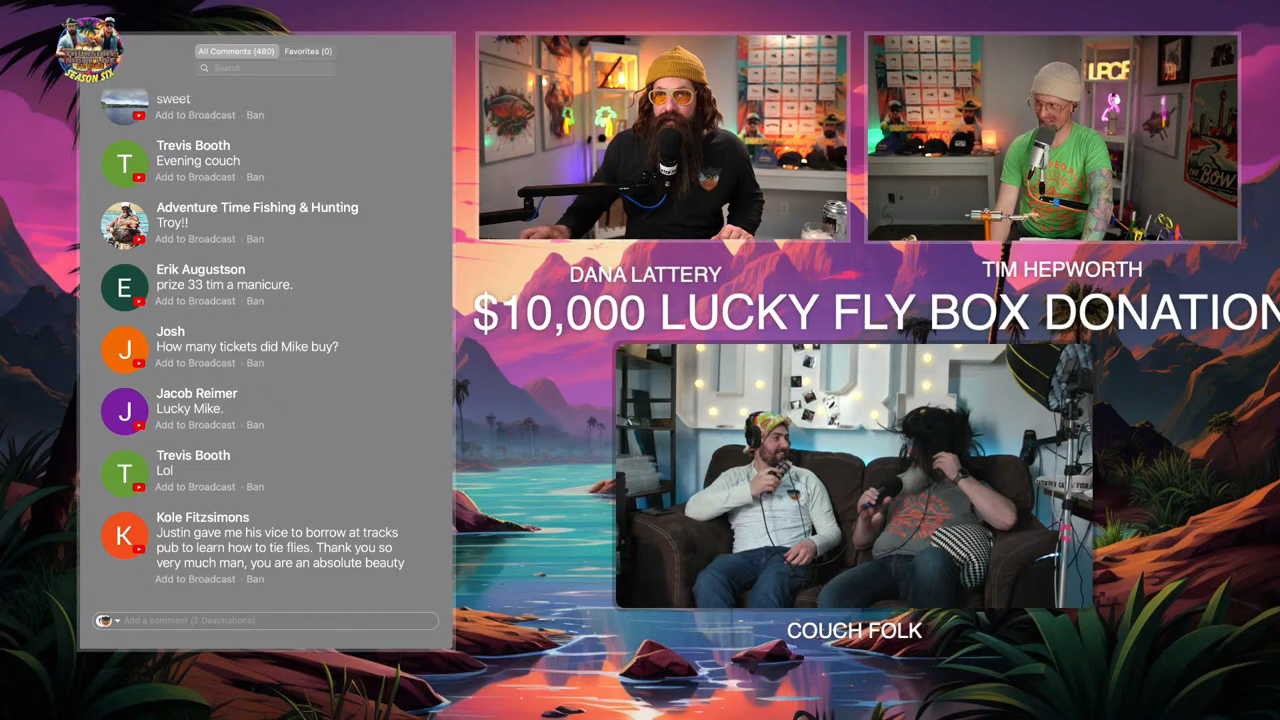 THURSDAY
NIGHT LIVE
SEASON SIX
All Comments (480)
Favorites (0)
Search
sweet
Add to Broadcast · Ban
T
Trevis Booth
Evening couch
Add to Broadcast · Ban
Adventure Time Fishing & Hunting
Troy!!
Add to Broadcast · Ban
E
Erik Augustson
prize 33 tim a manicure.
Add to Broadcast · Ban
J
Josh
How many tickets did Mike buy?
Add to Broadcast · Ban
J
Jacob Reimer
Lucky Mike.
Add to Broadcast · Ban
T
Trevis Booth
Lol
Add to Broadcast · Ban
K
Kole Fitzsimons
Justin gave me his vice to borrow at tracks
pub to learn how to tie flies. Thank you so
very much man, you are an absolute beauty
Add to Broadcast · Ban
Add a comment (2 Destinations)
THE
BOW
DANA LATTERY
TIM HEPWORTH
$10,000 LUCKY FLY BOX DONATION
COUCH FOLK